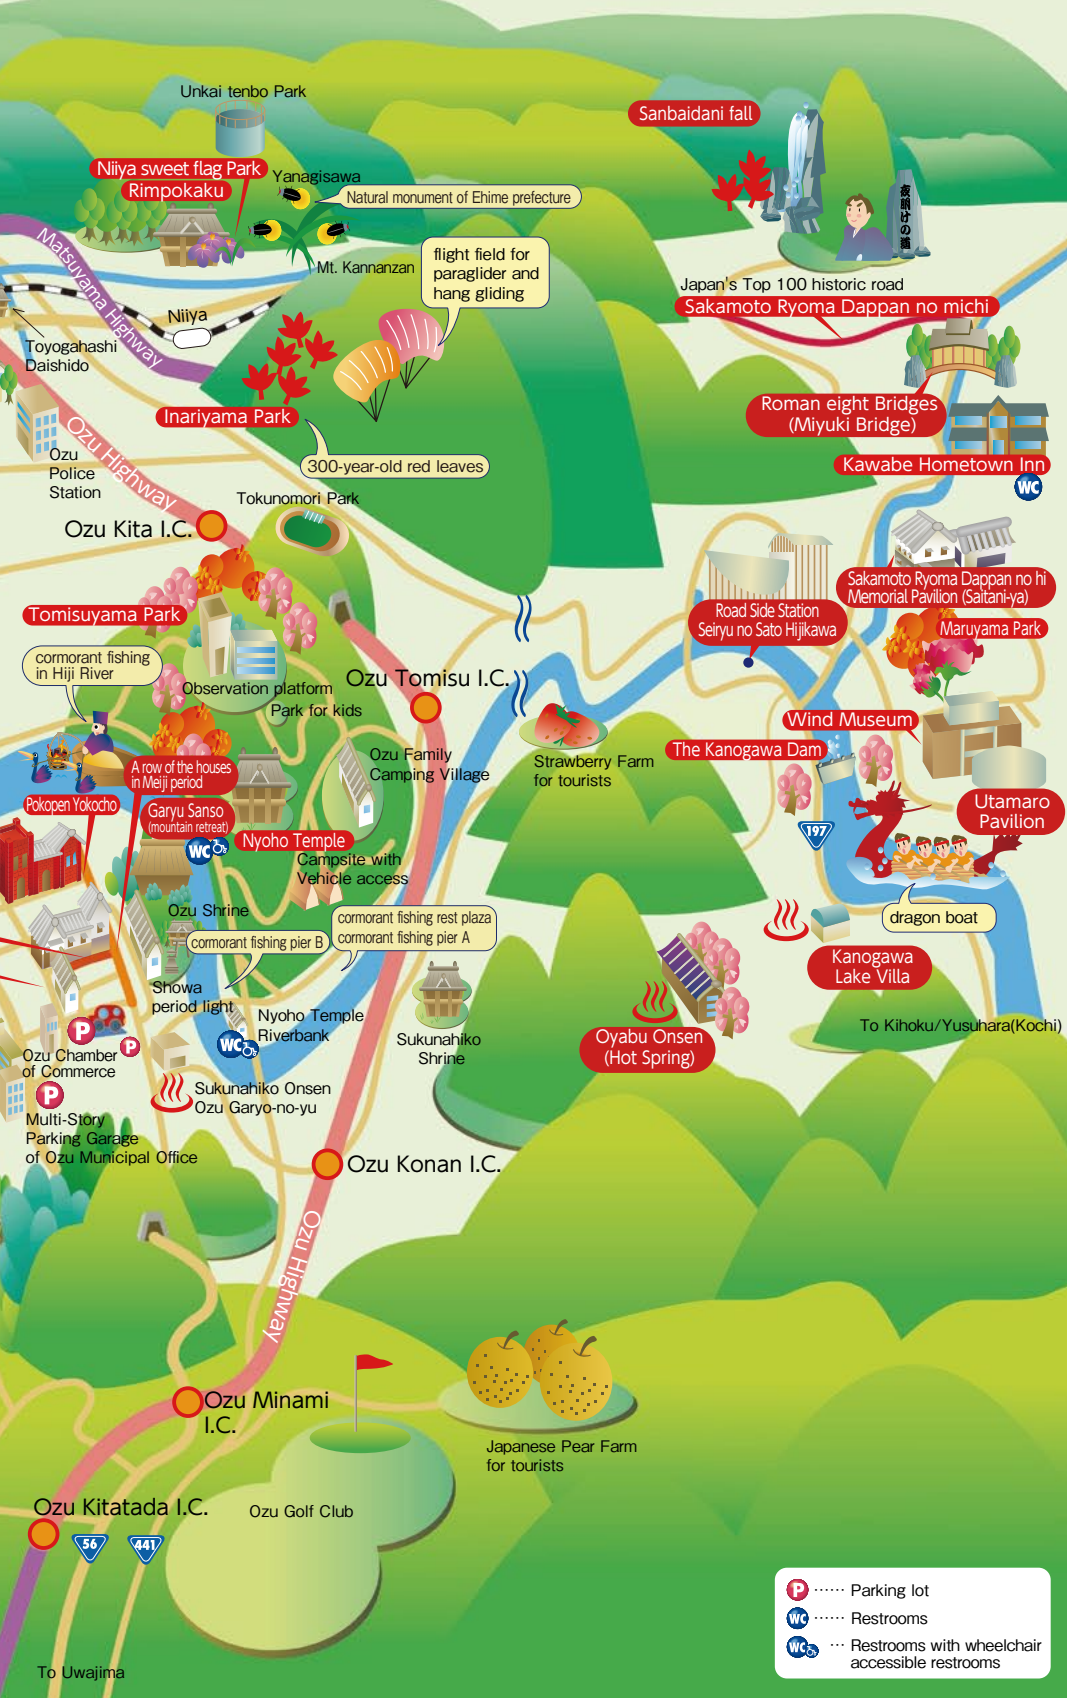 Unkai tenbo Park
Sanbaidani fall
Niiya sweet flag Park
Rimpokaku
Yanagisawa
Natural monument of Ehime prefecture
夜明けの道
Matsuyama Highway
Mt. Kannanzan
flight field for
paraglider and
hang gliding
Japan's Top 100 historic road
Sakamoto Ryoma Dappan no michi
Niiya
Toyogahashi
Daishido
Roman eight Bridges
(Miyuki Bridge)
Inariyama Park
Ozu Highway
Ozu
Police
Station
300-year-old red leaves
Kawabe Hometown Inn
WC
Tokunomori Park
Ozu Kita I.C.
Sakamoto Ryoma Dappan no hi
Memorial Pavilion (Saitani-ya)
Road Side Station
Seiryu no Sato Hijikawa
Tomisuyama Park
Maruyama Park
cormorant fishing
in Hiji River
Observation platform
Park for kids
Ozu Tomisu I.C.
Wind Museum
The Kanogawa Dam
Ozu Family
Camping Village
Strawberry Farm
for tourists
A row of the houses
in Meiji period
Pokopen Yokocho
Garyu Sanso
(mountain retreat)
WC
Nyoho Temple
Utamaro
Pavilion
197
Campsite with
Vehicle access
Ozu Shrine
cormorant fishing rest plaza
cormorant fishing pier A
cormorant fishing pier B
dragon boat
Kanogawa
Lake Villa
Showa
period light
Nyoho Temple
Riverbank
WC
Sukunahiko
Shrine
Oyabu Onsen
(Hot Spring)
To Kihoku/Yusuhara(Kochi)
P
P
Ozu Chamber
of Commerce
P
Sukunahiko Onsen
Ozu Garyo-no-yu
Multi-Story
Parking Garage
of Ozu Municipal Office
Ozu Konan I.C.
Ozu Highway
Ozu Minami
I.C.
Japanese Pear Farm
for tourists
Ozu Kitatada I.C.
Ozu Golf Club
56
441
P ······ Parking lot
WC ······ Restrooms
WC ··· Restrooms with wheelchair
accessible restrooms
To Uwajima